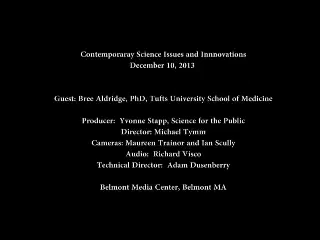 Contemporaray Science Issues and Innnovations
December 10, 2013
Guest: Bree Aldridge, PhD, Tufts University School of Medicine
Producer: Yvonne Stapp, Science for the Public
Director: Michael Tymm
Cameras: Maureen Trainor and Ian Scully
Audio: Richard Visco
Technical Director: Adam Dusenberry
Belmont Media Center, Belmont MA